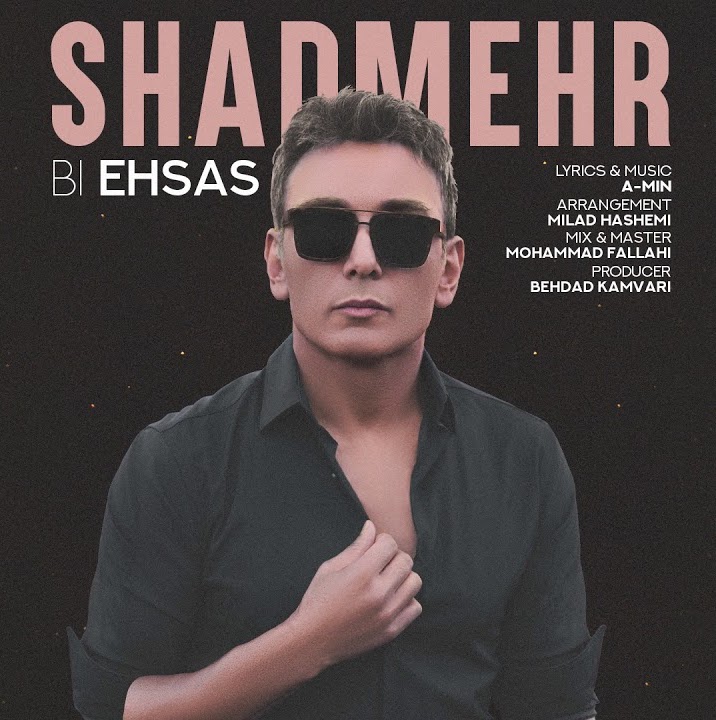 SHADMEHR
BI EHSAS
LYRICS & MUSIC
A-MIN
ARRANGEMENT
MILAD HASHEMI
MIX & MASTER
MOHAMMAD FALLAHI
PRODUCER
BEHDAD KAMVARI